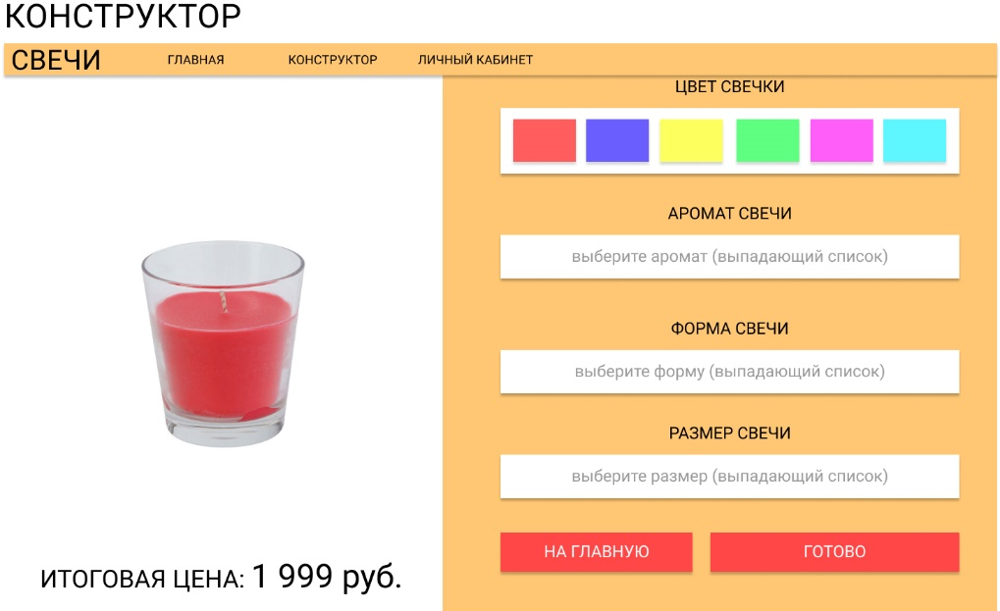 КОНСТРУКТОР
СВЕЧИ ГЛАВНАЯ КОНСТРУКТОР ЛИЧНЫЙ КАБИНЕТ
ЦВЕТ СВЕЧКИ
АРОМАТ СВЕЧИ
выберите аромат (выпадающий список)
ФОРМА СВЕЧИ
выберите форму (выпадающий список)
РАЗМЕР СВЕЧИ
выберите размер (выпадающий список)
НА ГЛАВНУЮ ГОТОВО
ИТОГОВАЯ ЦЕНА: 1 999 руб.